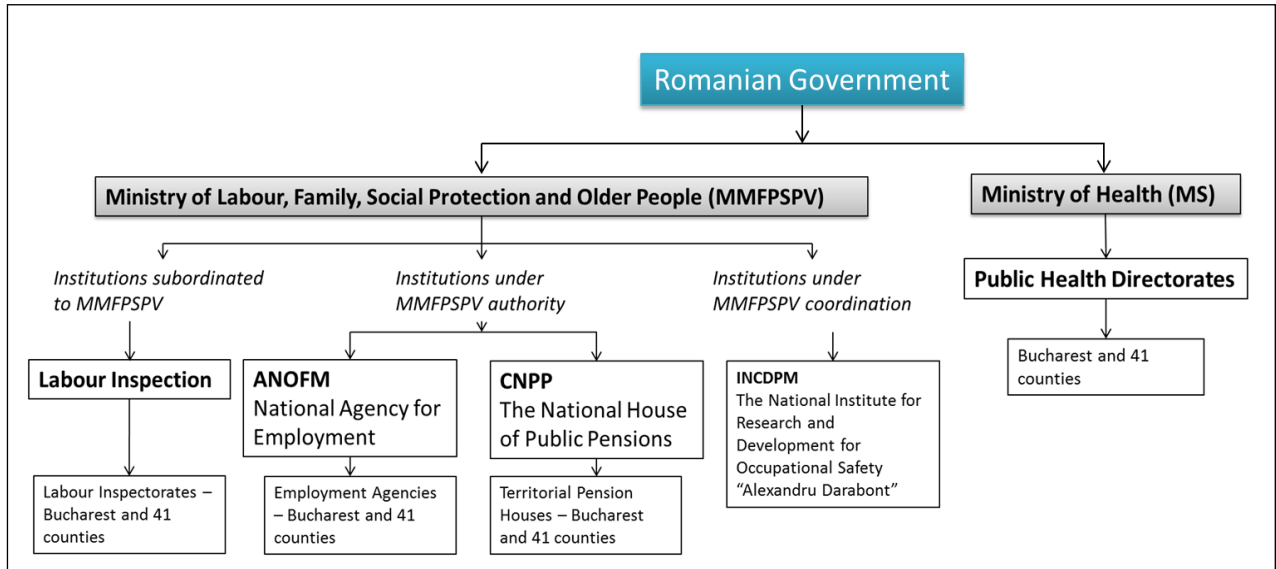 Romanian Government
Ministry of Labour, Family, Social Protection and Older People (MMFPSPV)
Ministry of Health (MS)
Institutions subordinated
to MMFPSPV
Institutions under
MMFPSPV authority
Institutions under
MMFPSPV coordination
Public Health Directorates
Bucharest and 41
counties
Labour Inspection
ANOFM
National Agency for
Employment
CNPP
The National House
of Public Pensions
INCDPM
The National Institute for
Research and
Development for
Occupational Safety
“Alexandru Darabont”
Labour Inspectorates –
Bucharest and 41
counties
Employment Agencies
– Bucharest and 41
counties
Territorial Pension
Houses – Bucharest
and 41 counties